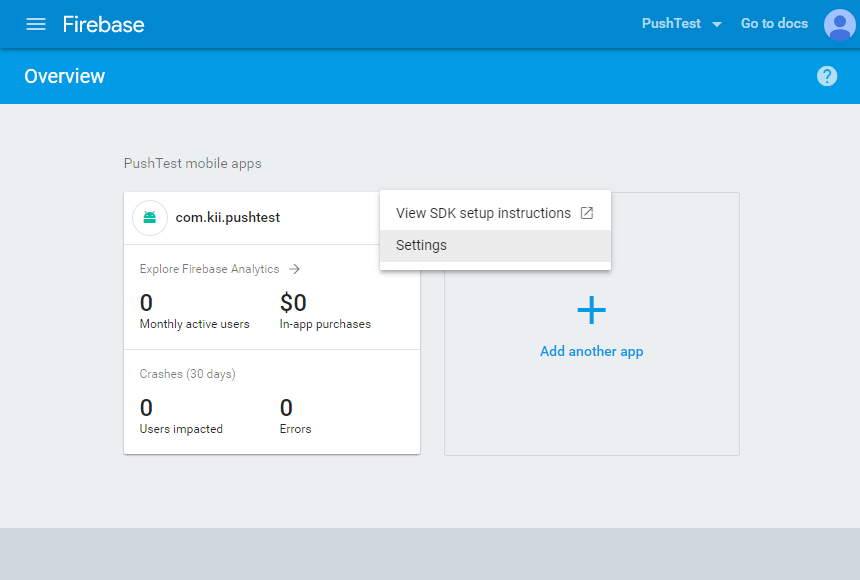 Firebase
PushTest
Go to docs
Overview
?
PushTest mobile apps
com.kii.pushtest
View SDK setup instructions
Settings
Explore Firebase Analytics
0
$0
Monthly active users
In-app purchases
Crashes (30 days)
0
0
Users impacted
Errors
Add another app